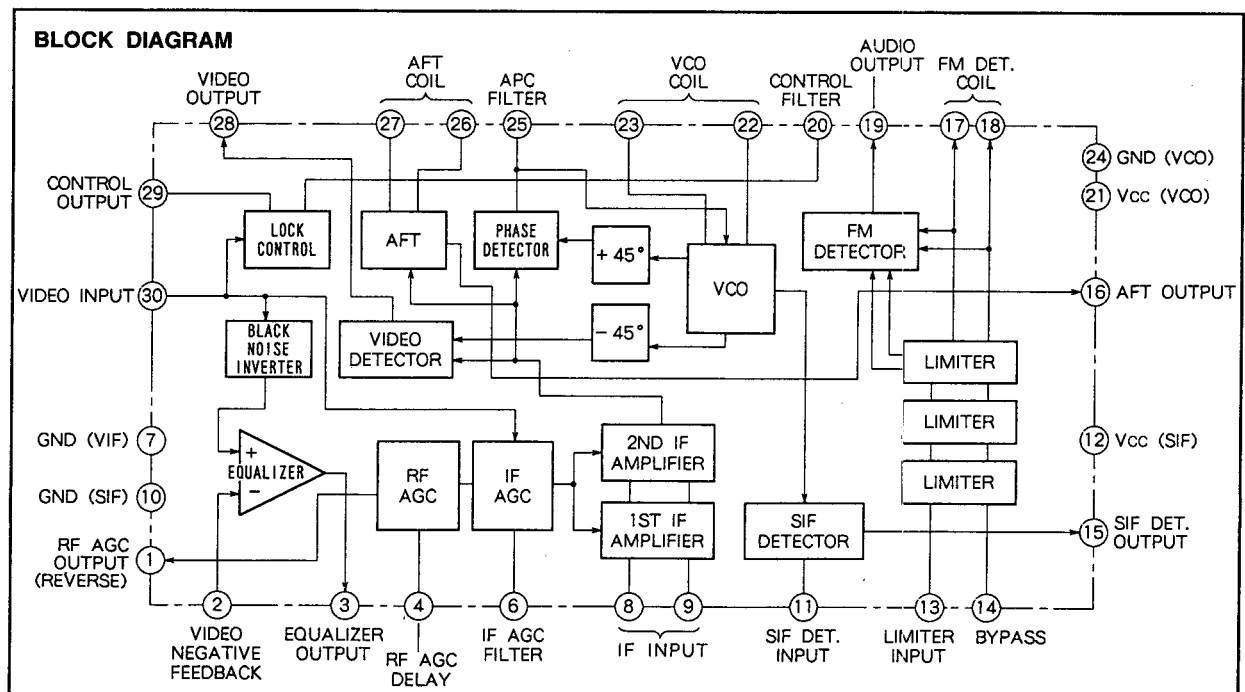 BLOCK DIAGRAM
VIDEO
OUTPUT
AFT
COIL
APC
FILTER
VCO
COIL
CONTROL
FILTER
AUDIO
OUTPUT
FM DET.
COIL
28
27
26
25
23
22
20
19
17
18
24
GND (VCO)
21
Vcc (VCO)
CONTROL
OUTPUT
29
LOCK
CONTROL
AFT
PHASE
DETECTOR
+ 45°
VCO
FM
DETECTOR
VIDEO INPUT
30
16
AFT OUTPUT
BLACK
NOISE
INVERTER
VIDEO
DETECTOR
- 45°
LIMITER
LIMITER
LIMITER
GND (VIF)
7
12
Vcc (SIF)
+
EQUALIZER
-
RF
AGC
IF
AGC
2ND IF
AMPLIFIER
1ST IF
AMPLIFIER
SIF
DETECTOR
GND (SIF)
10
15
SIF DET.
OUTPUT
RF AGC
OUTPUT
(REVERSE)
1
2
3
4
6
8
9
11
13
14
VIDEO
NEGATIVE
FEEDBACK
EQUALIZER
OUTPUT
RF AGC
DELAY
IF AGC
FILTER
IF INPUT
SIF DET.
INPUT
LIMITER
INPUT
BYPASS